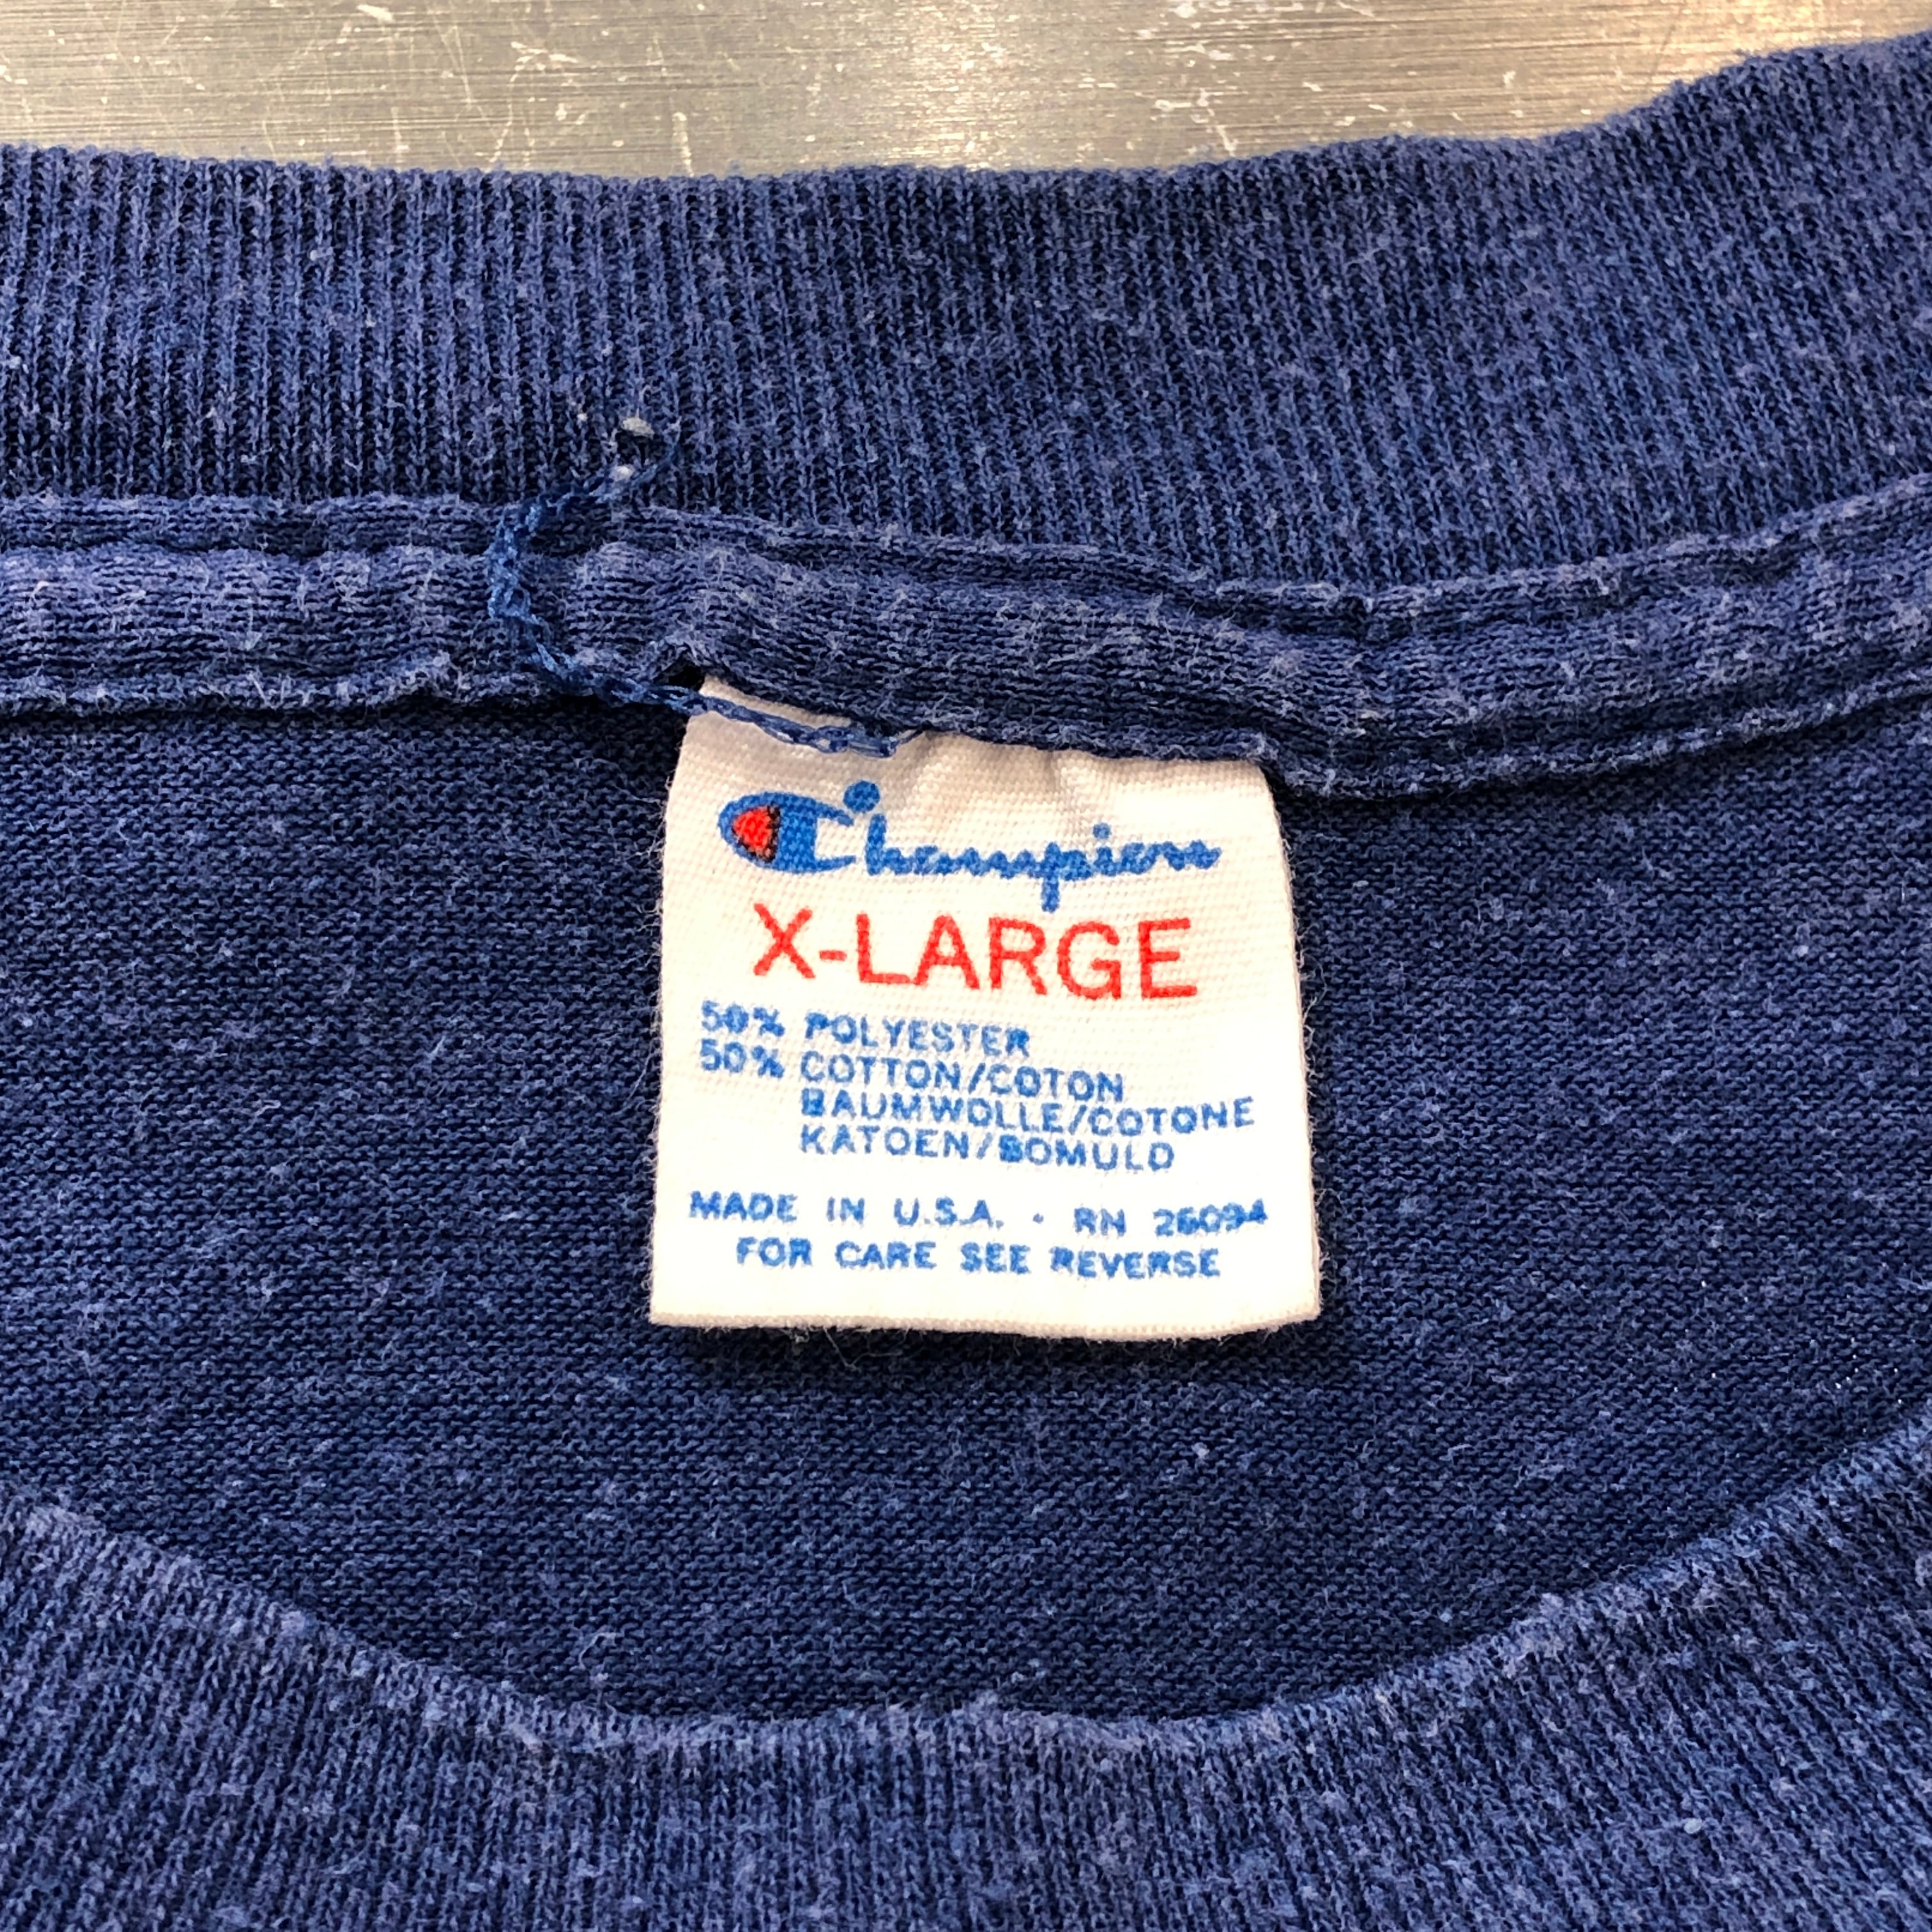 Champion
X-LARGE
50% POLYESTER
50% COTTON/COTON
BAUMWOLLE/COTONE
KATOEN/BOMULD
MADE IN U.S.A. • RN 26094
FOR CARE SEE REVERSE